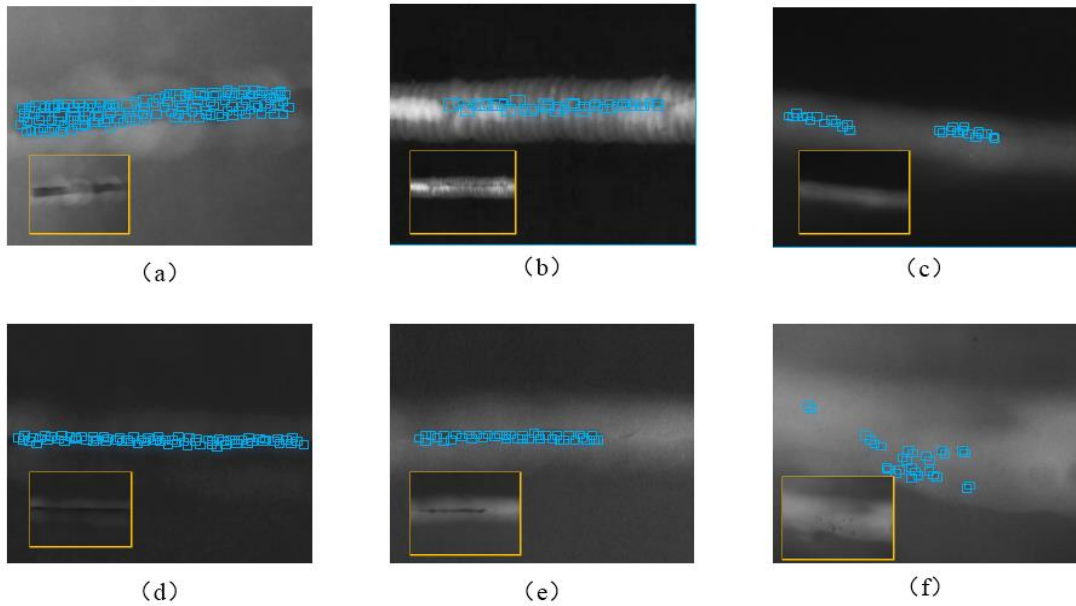 （a）
（b）
（c）
（d）
（e）
（f）